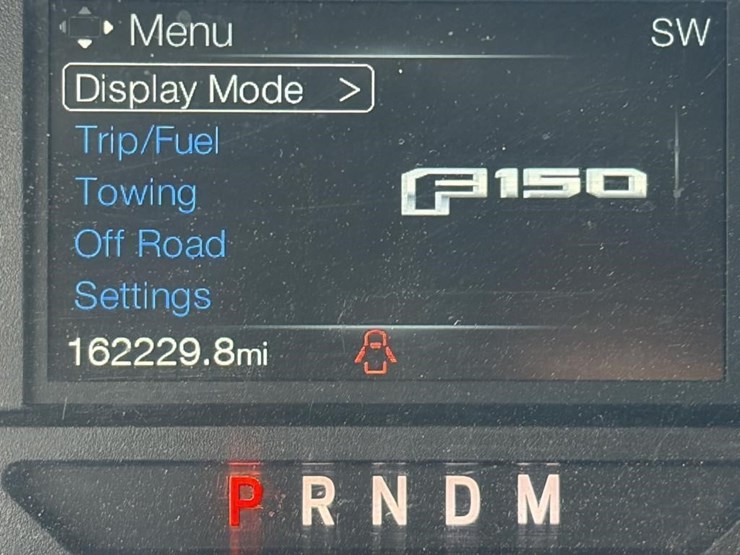 Menu
SW
Display Mode >
Trip/Fuel
Towing
Off Road
Settings
F150
162229.8mi
P R N D M